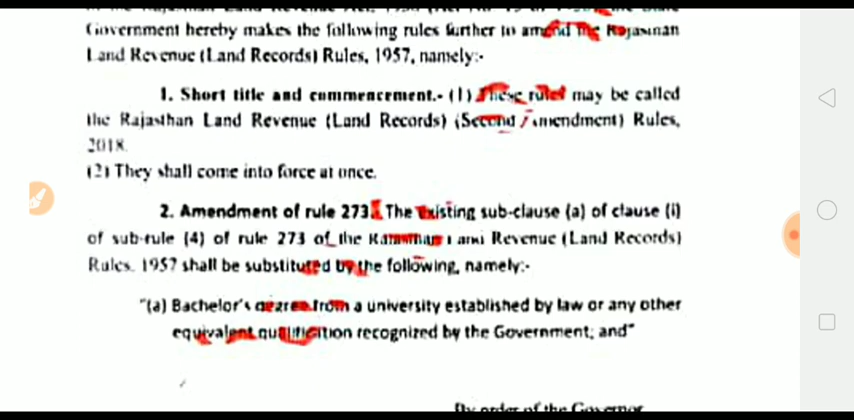 Government hereby makes the following rules further to amend the Rajasthan
Land Revenue (Land Records) Rules, 1957, namely:-
1. Short title and commencement.- (1) These rules may be called
the Rajasthan Land Revenue (Land Records) (Second Amendment) Rules,
2018.
(2) They shall come into force at once.
2. Amendment of rule 273. The existing sub-clause (a) of clause (i)
of sub-rule (4) of rule 273 of the Rajasthan Land Revenue (Land Records)
Rules, 1957 shall be substituted by the following, namely:-
"(a) Bachelor's degree from a university established by law or any other
equivalent qualification recognized by the Government; and"
By order of the Governor